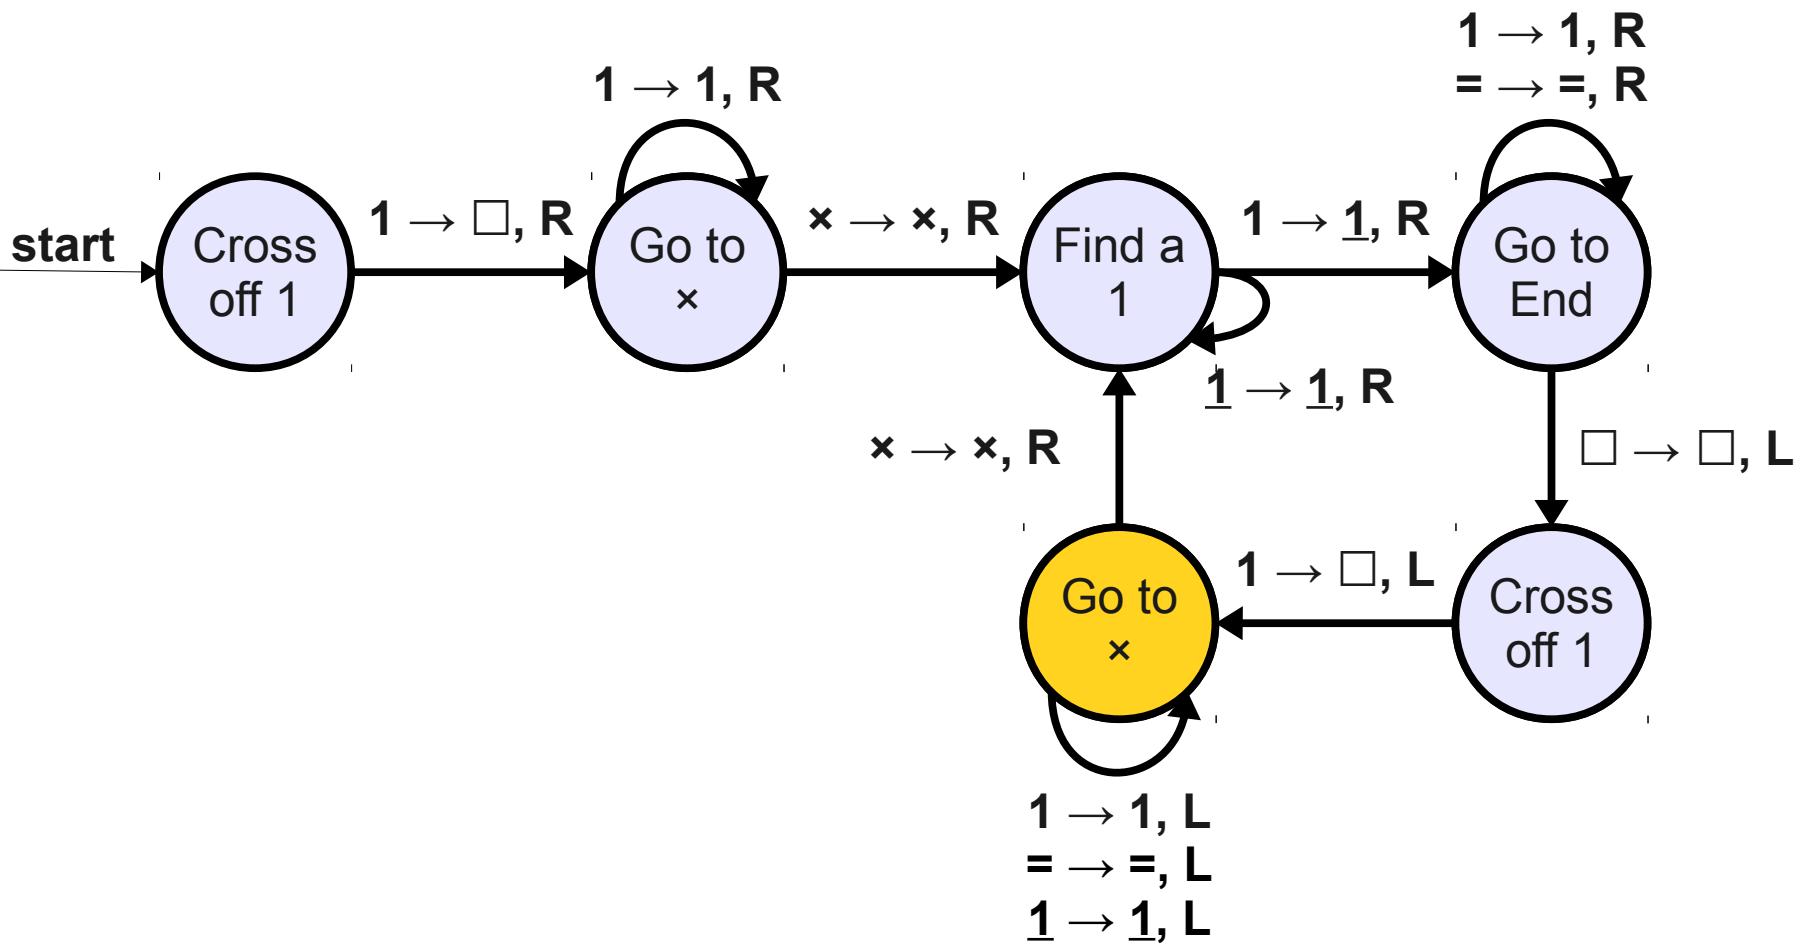 1 → 1, R
= → =, R
1 → 1, R
start
Cross
off 1
1 → □, R
Go to
×
× → ×, R
Find a
1
1 → <u>1</u>, R
Go to
End
<u>1</u> → <u>1</u>, R
× → ×, R
□ → □, L
Go to
×
1 → □, L
Cross
off 1
1 → 1, L
= → =, L
<u>1</u> → <u>1</u>, L